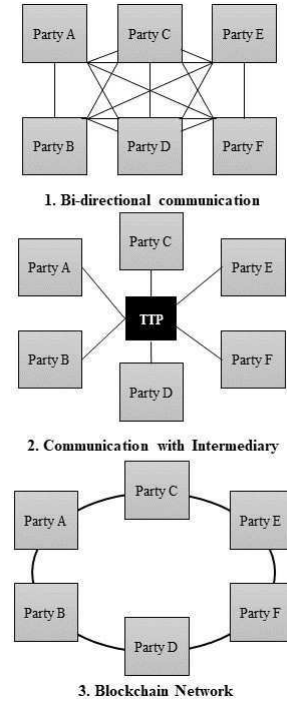 Party A Party C Party E
Party B Party D Party F
1. Bi-directional communication
Party C
Party A Party E
TTP
Party B Party F
Party D
2. Communication with Intermediary
Party C
Party A Party E
Party B Party F
Party D
3. Blockchain Network